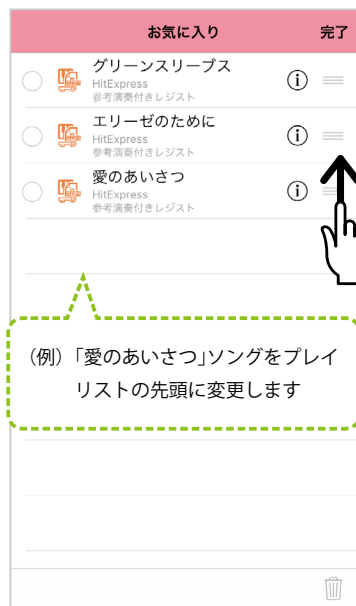 お気に入り 完了
グリーンスリーブス
HitExpress
参考演奏付きレジスト
エリーゼのために
HitExpress
参考演奏付きレジスト
愛のあいさつ
HitExpress
参考演奏付きレジスト
（例）「愛のあいさつ」ソングをプレイ
リストの先頭に変更します